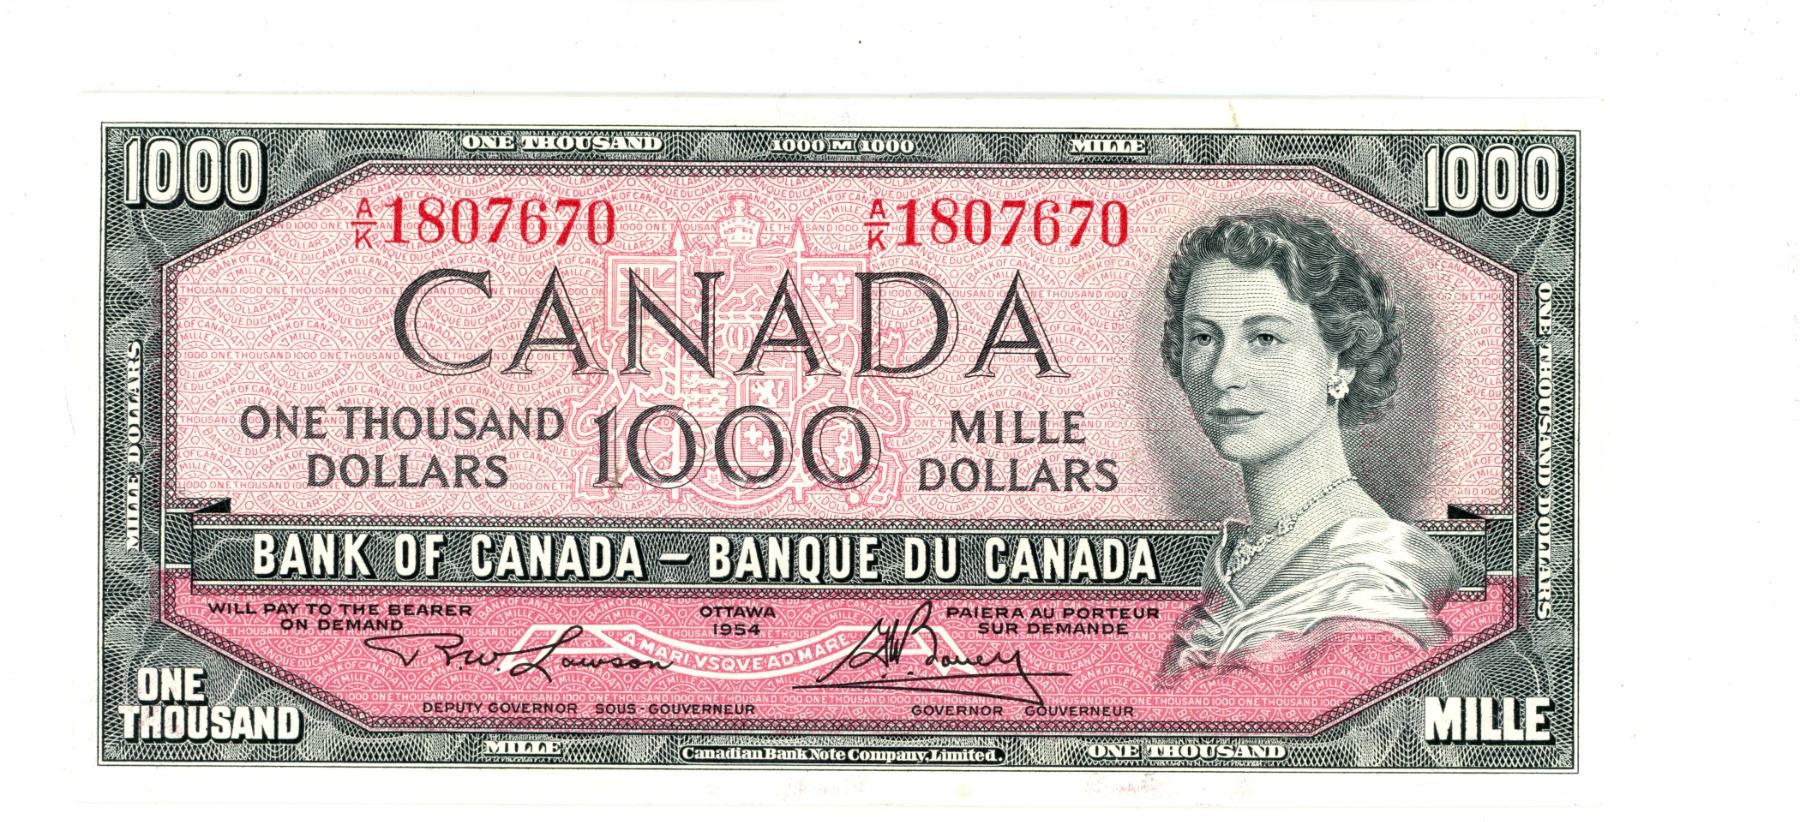 ONE THOUSAND 1000 M 1000 MILLE
1000 1000
A/K 1807670 A/K 1807670
CANADA
ONE THOUSAND DOLLARS 1000 MILLE DOLLARS
MILLE DOLLARS
ONE THOUSAND DOLLARS
BANK OF CANADA – BANQUE DU CANADA
WILL PAY TO THE BEARER
ON DEMAND
OTTAWA
1954
PAIERA AU PORTEUR
SUR DEMANDE
A MARI VSQVE AD MARE
R.W. Lawson
G.K. Bouey
DEPUTY GOVERNOR SOUS-GOUVERNEUR
GOVERNOR GOUVERNEUR
ONE
THOUSAND
MILLE
MILLE Canadian Bank Note Company, Limited. ONE THOUSAND